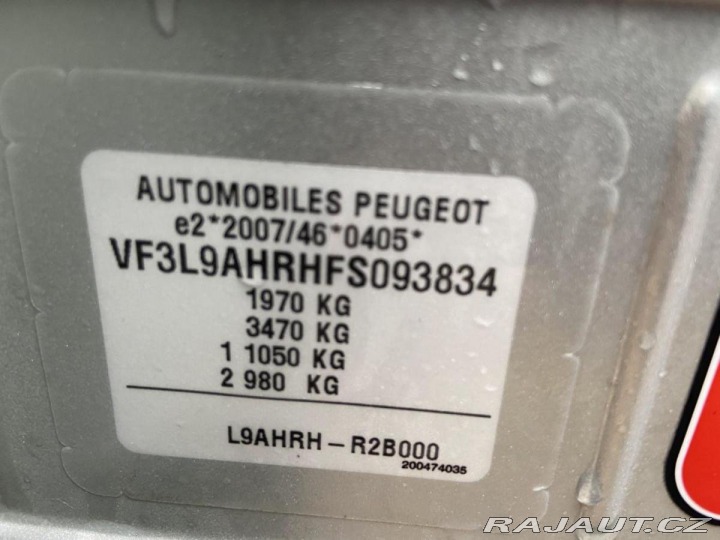 AUTOMOBILES PEUGEOT
e2*2007/46*0405*
VF3L9AHRHFS093834
1970 KG
3470 KG
1 1050 KG
2 980 KG
L9AHRH-R2B000
200474035
RAJAUT.CZ